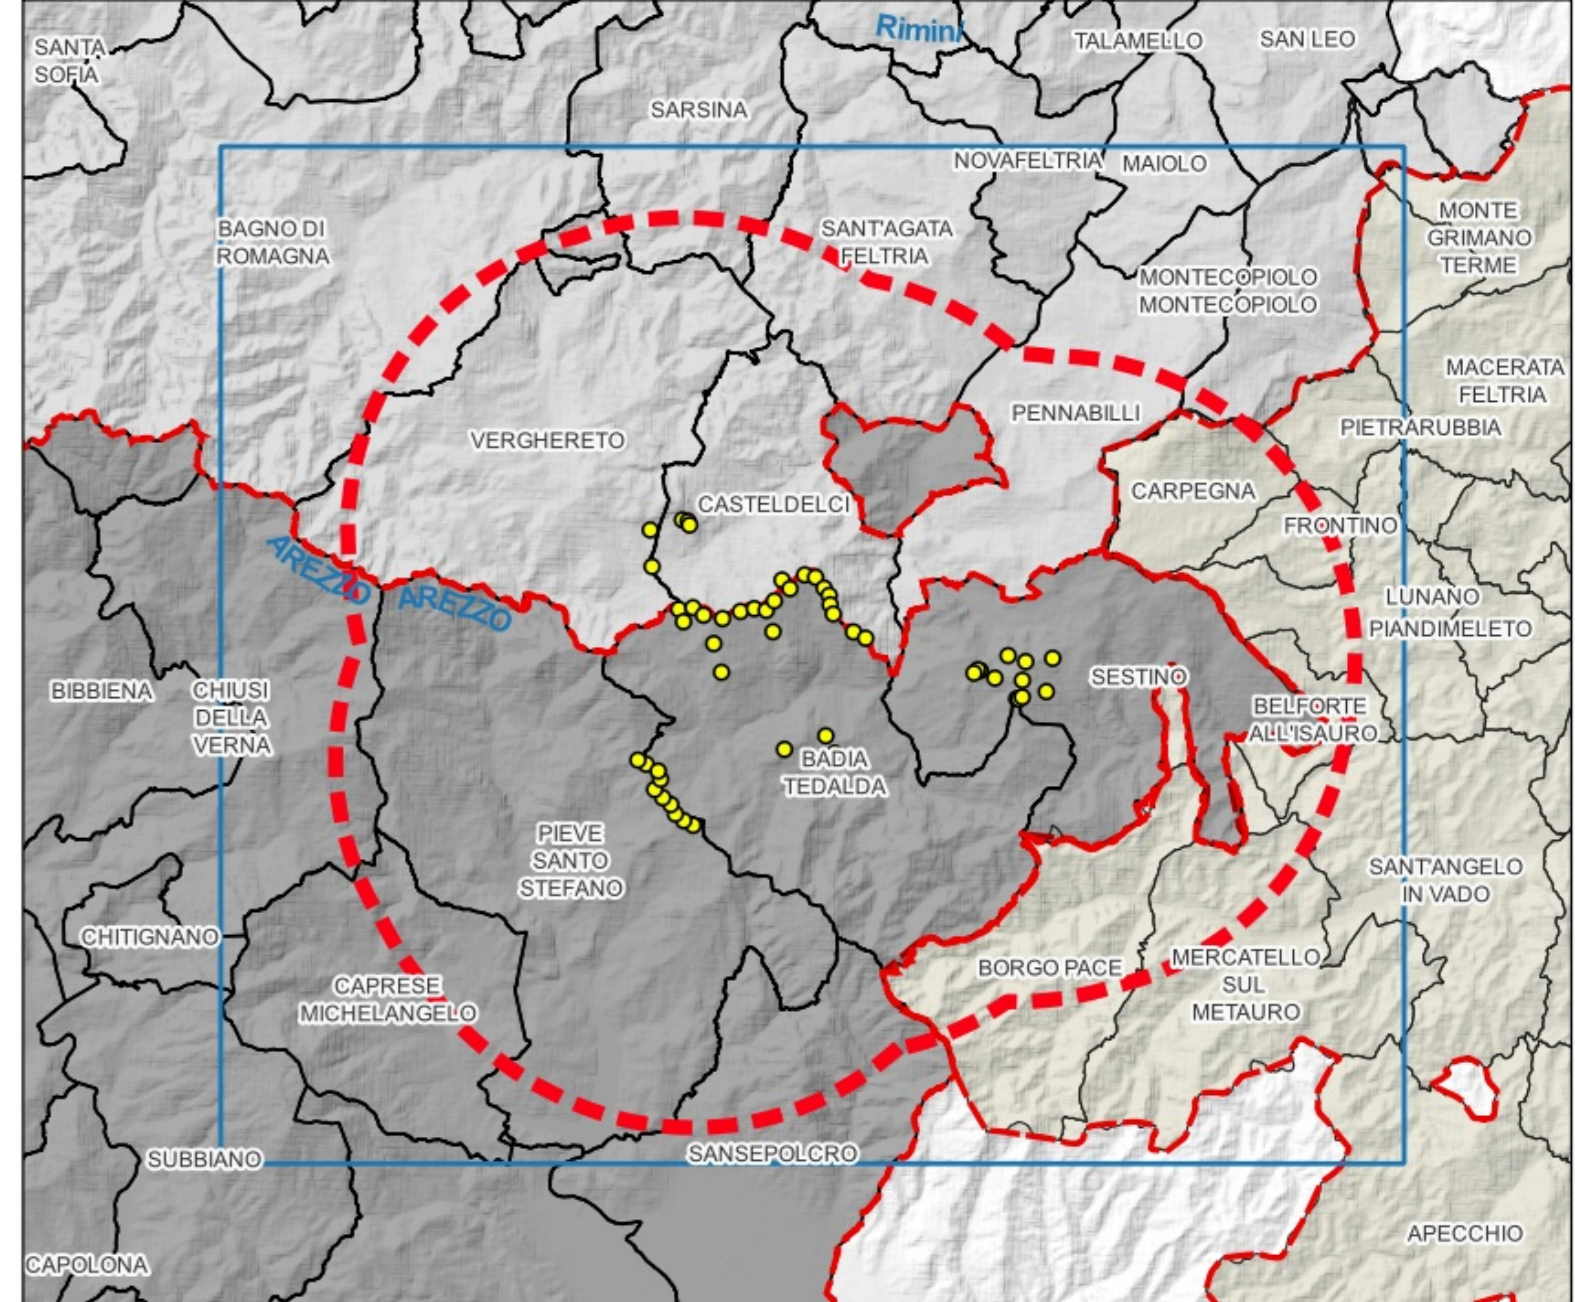 Rimini
SANTA
SOFIA
TALAMELLO
SAN LEO
SARSINA
NOVAFELTRIA
MAIOLO
BAGNO DI
ROMAGNA
SANT'AGATA
FELTRIA
MONTE
GRIMANO
TERME
MONTECOPIOLO
MONTECOPIOLO
MACERATA
FELTRIA
VERGHERETO
PENNABILLI
PIETRARUBBIA
CASTELDELCI
CARPEGNA
FRONTINO
AREZZO
AREZZO
LUNANO
PIANDIMELETO
BIBBIENA
CHIUSI
DELLA
VERNA
SESTINO
BELFORTE
ALL'ISAURO
BADIA
TEDALDA
PIEVE
SANTO
STEFANO
SANT'ANGELO
IN VADO
CHITIGNANO
CAPRESE
MICHELANGELO
BORGO PACE
MERCATELLO
SUL
METAURO
SUBBIANO
SANSEPOLCRO
CAPOLONA
APECCHIO